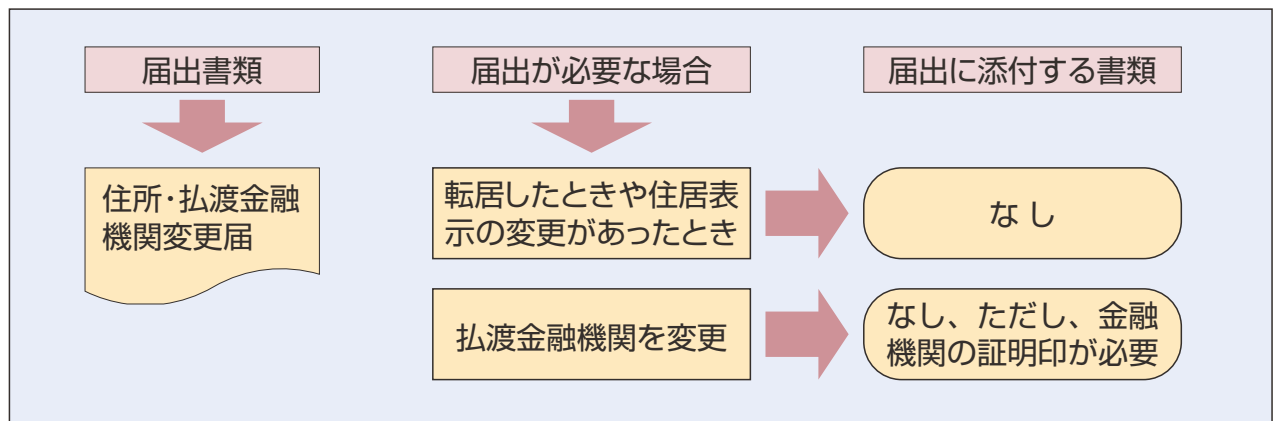 届出書類
届出が必要な場合
届出に添付する書類
住所・払渡金融
機関変更届
転居したときや住居表
示の変更があったとき
なし
払渡金融機関を変更
なし、ただし、金融
機関の証明印が必要